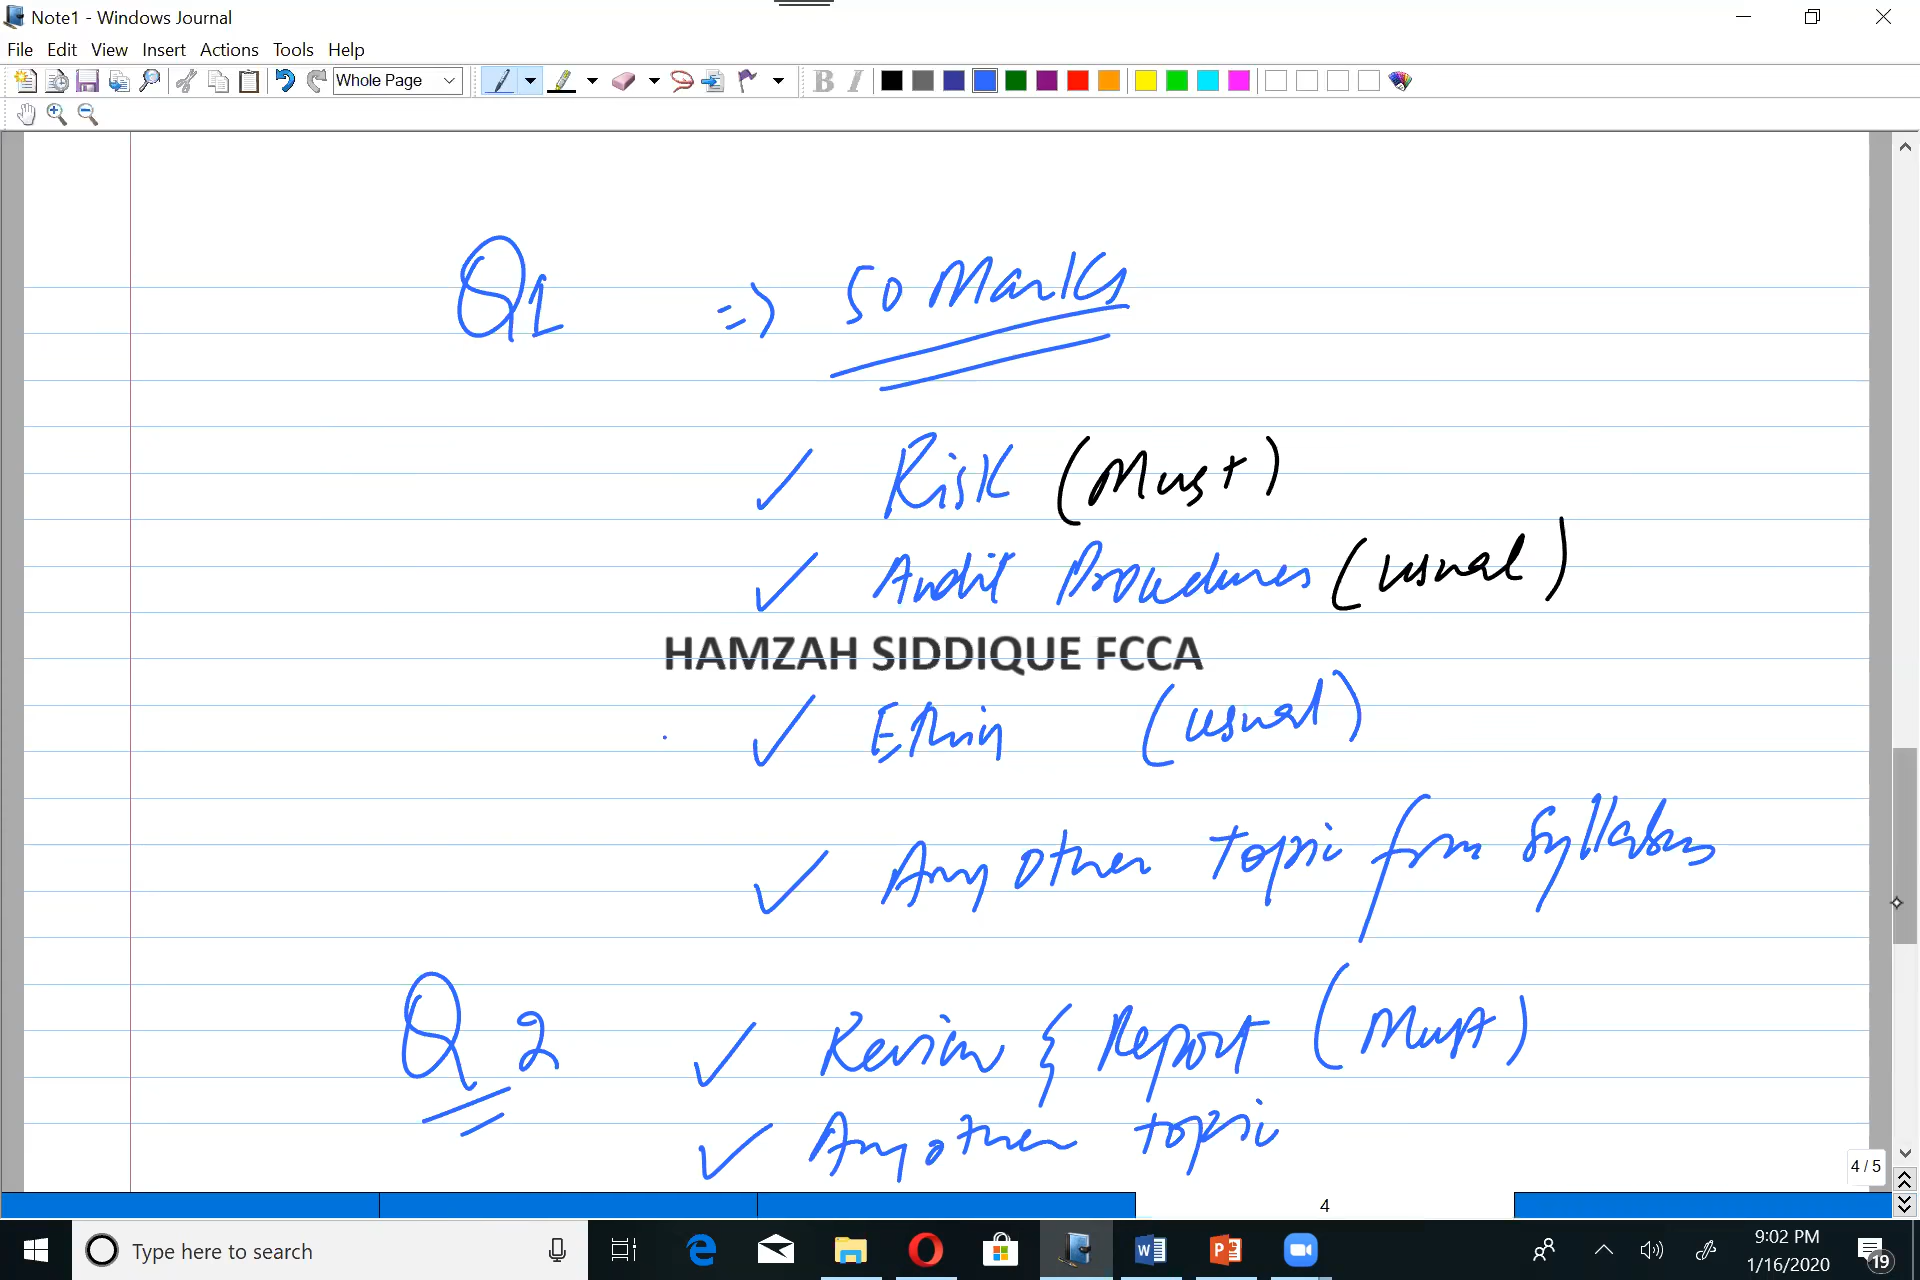 Note1 - Windows Journal
File Edit View Insert Actions Tools Help
Whole Page B I
Q1 => 50 Marks
✓ Risk (Must)
✓ Audit Procedures (usual)
HAMZAH SIDDIQUE FCCA
✓ Ethics (usual)
✓ Any other topic from Syllabus
Q 2 ✓ Review & Report (Must)
✓ Any other topic
4 / 5
4
Type here to search
9:02 PM
1/16/2020
19